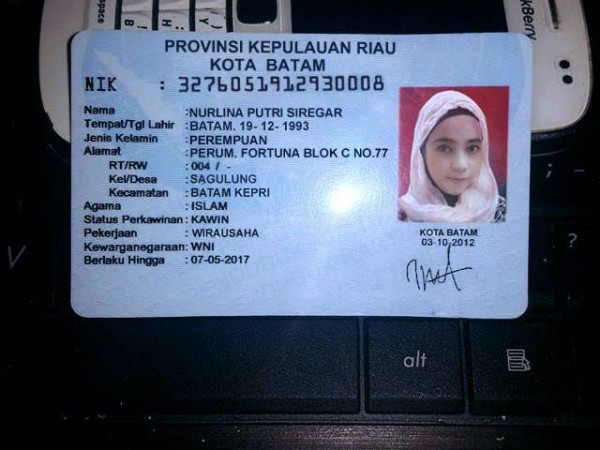 PROVINSI KEPULAUAN RIAU
KOTA BATAM
NIK : 3276051912930008
Nama : NURLINA PUTRI SIREGAR
Tempat/Tgl Lahir : BATAM. 19- 12- 1993
Jenis Kelamin : PEREMPUAN
Alamat : PERUM. FORTUNA BLOK C NO.77
RT/RW : 004 / -
Kel/Desa : SAGULUNG
Kecamatan : BATAM KEPRI
Agama : ISLAM
Status Perkawinan : KAWIN
Pekerjaan : WIRAUSAHA
Kewarganegaraan: WNI
Berlaku Hingga : 07-05-2017
KOTA BATAM
03-10-2012
space
BlackBerry
alt
V